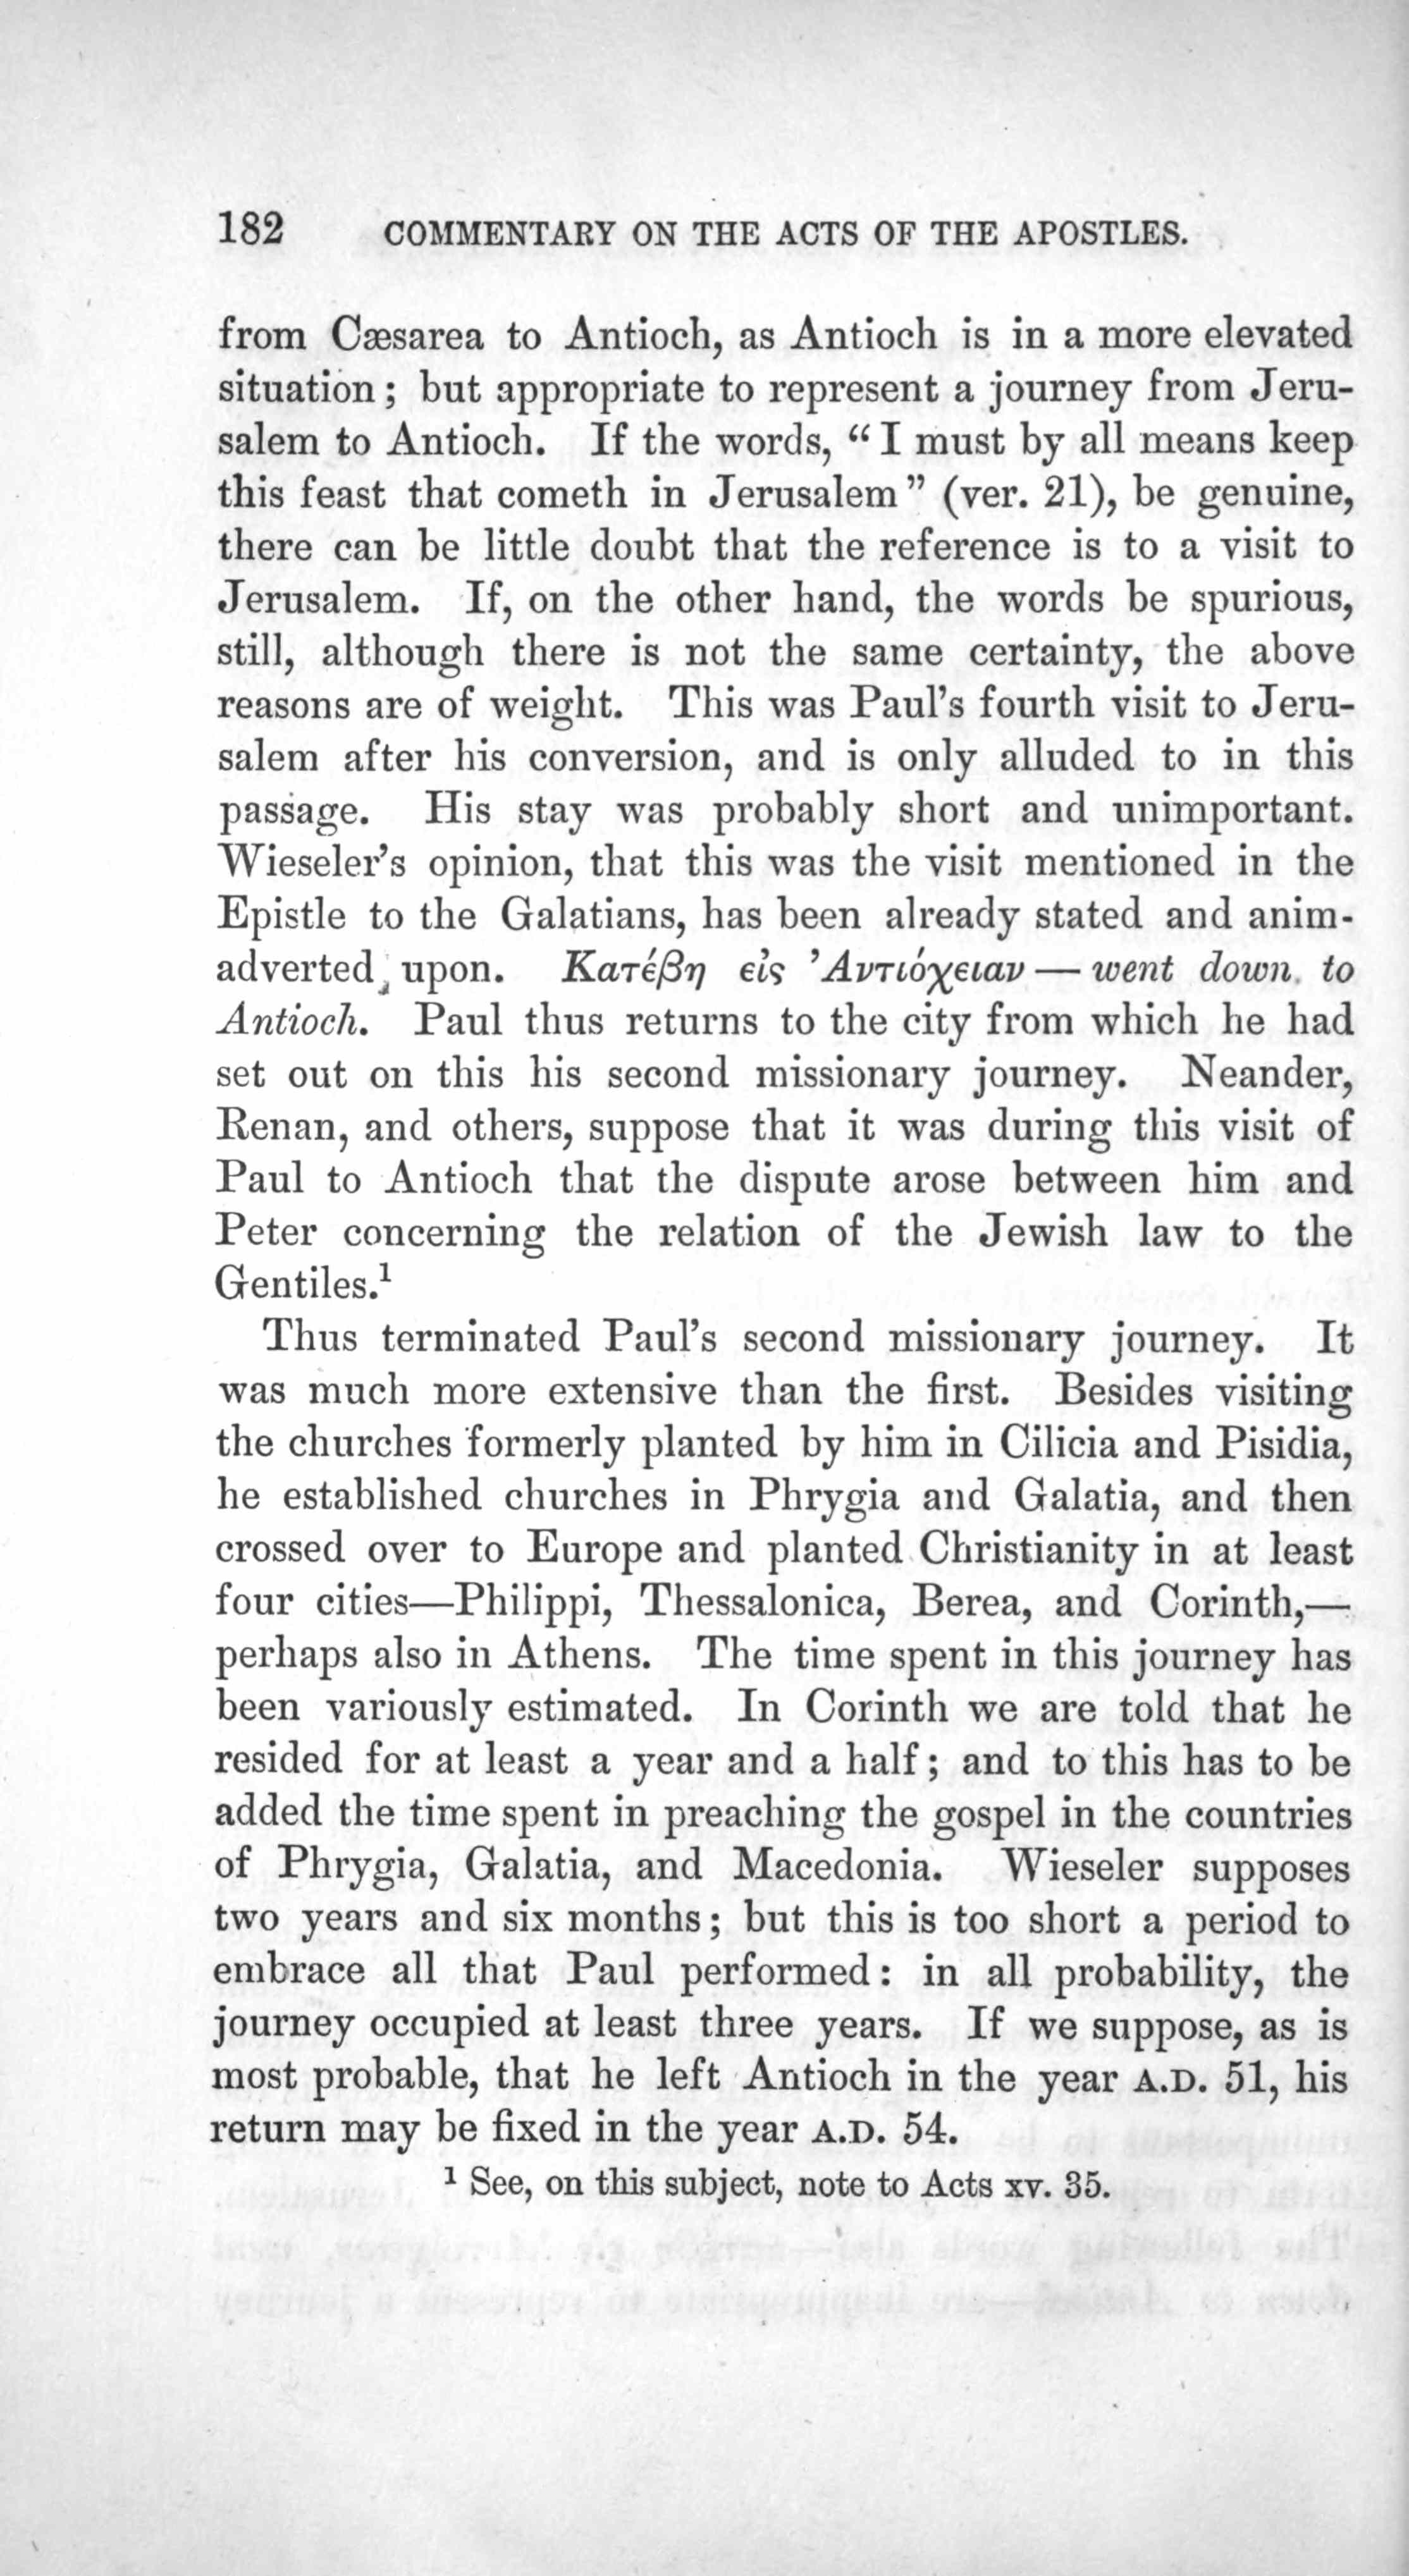 182 COMMENTARY ON THE ACTS OF THE APOSTLES.
from Cæsarea to Antioch, as Antioch is in a more elevated
situation; but appropriate to represent a journey from Jeru-
salem to Antioch. If the words, “I must by all means keep
this feast that cometh in Jerusalem” (ver. 21), be genuine,
there can be little doubt that the reference is to a visit to
Jerusalem. If, on the other hand, the words be spurious,
still, although there is not the same certainty, the above
reasons are of weight. This was Paul’s fourth visit to Jeru-
salem after his conversion, and is only alluded to in this
passage. His stay was probably short and unimportant.
Wieseler’s opinion, that this was the visit mentioned in the
Epistle to the Galatians, has been already stated and anim-
adverted upon. Κατέβη εἰς Ἀντιόχειαν — went down to
Antioch. Paul thus returns to the city from which he had
set out on this his second missionary journey. Neander,
Renan, and others, suppose that it was during this visit of
Paul to Antioch that the dispute arose between him and
Peter concerning the relation of the Jewish law to the
Gentiles.¹
Thus terminated Paul’s second missionary journey. It
was much more extensive than the first. Besides visiting
the churches formerly planted by him in Cilicia and Pisidia,
he established churches in Phrygia and Galatia, and then
crossed over to Europe and planted Christianity in at least
four cities—Philippi, Thessalonica, Berea, and Corinth,—
perhaps also in Athens. The time spent in this journey has
been variously estimated. In Corinth we are told that he
resided for at least a year and a half; and to this has to be
added the time spent in preaching the gospel in the countries
of Phrygia, Galatia, and Macedonia. Wieseler supposes
two years and six months; but this is too short a period to
embrace all that Paul performed: in all probability, the
journey occupied at least three years. If we suppose, as is
most probable, that he left Antioch in the year A.D. 51, his
return may be fixed in the year A.D. 54.
¹ See, on this subject, note to Acts xv. 35.